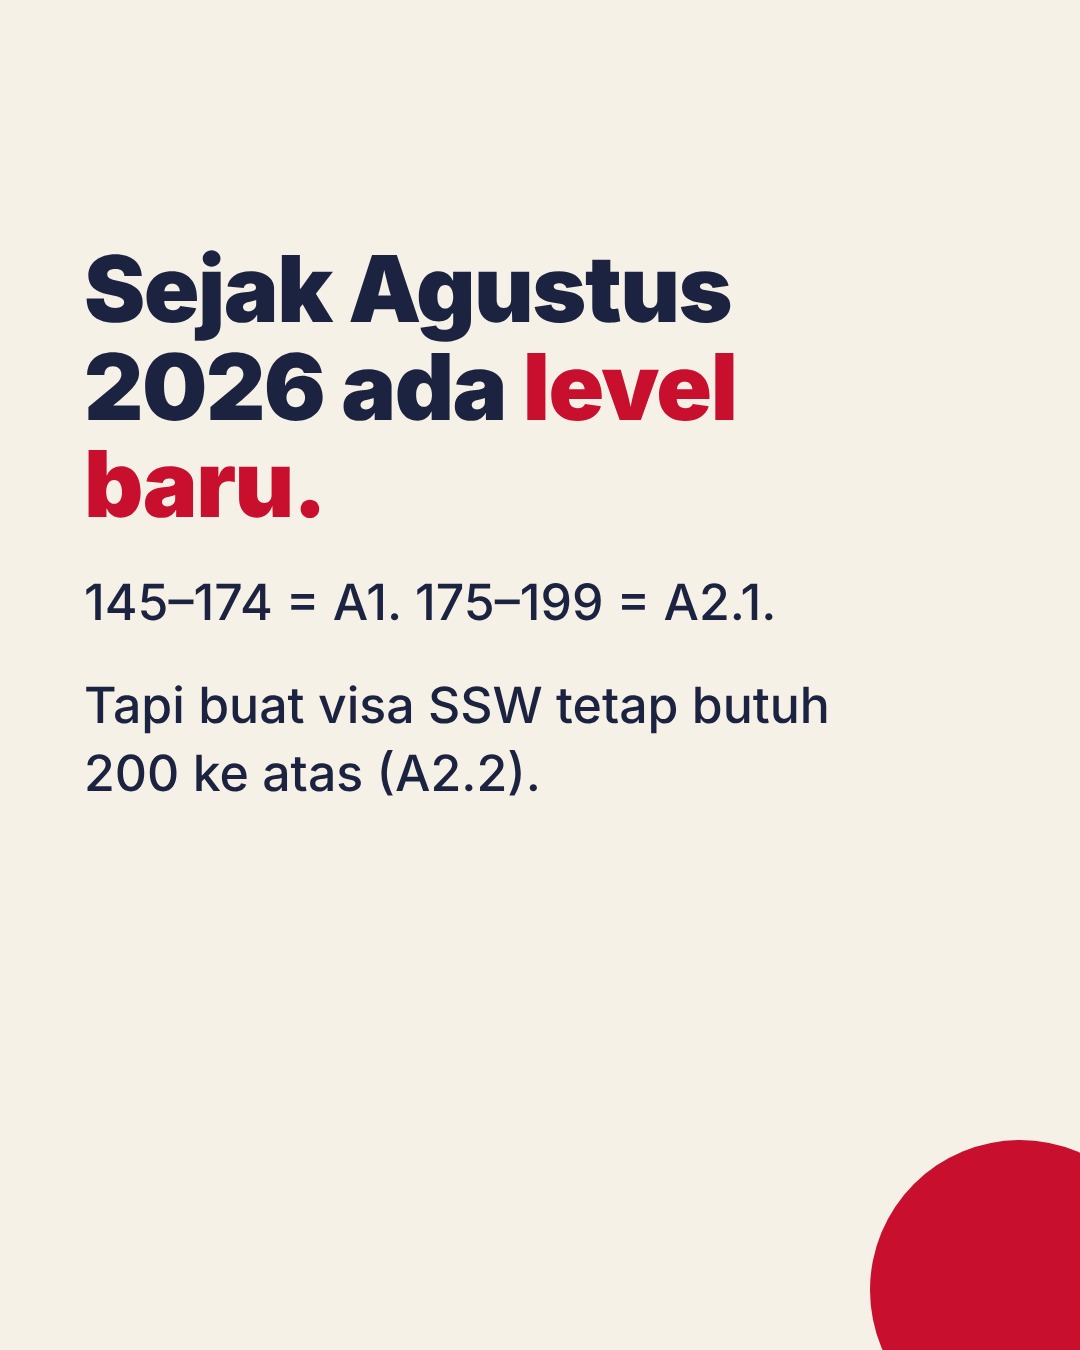 Sejak Agustus
2026 ada level
baru.
145–174 = A1. 175–199 = A2.1.
Tapi buat visa SSW tetap butuh
200 ke atas (A2.2).